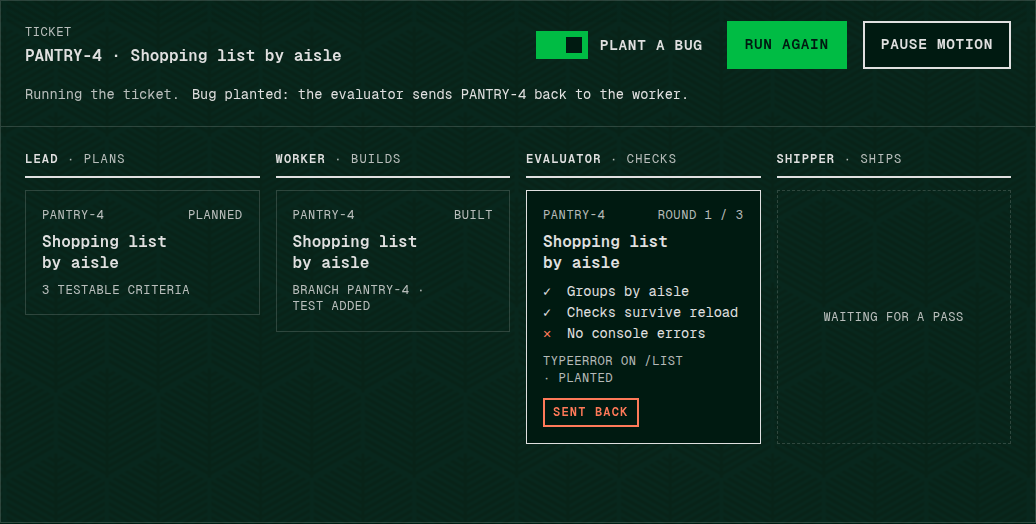 TICKET
PANTRY-4 · Shopping list by aisle
PLANT A BUG
RUN AGAIN
PAUSE MOTION
Running the ticket. Bug planted: the evaluator sends PANTRY-4 back to the worker.
LEAD · PLANS
PANTRY-4 PLANNED
Shopping list
by aisle
3 TESTABLE CRITERIA
WORKER · BUILDS
PANTRY-4 BUILT
Shopping list
by aisle
BRANCH PANTRY-4 ·
TEST ADDED
EVALUATOR · CHECKS
PANTRY-4 ROUND 1 / 3
Shopping list
by aisle
✓ Groups by aisle
✓ Checks survive reload
✕ No console errors
TYPEERROR ON /LIST
· PLANTED
SENT BACK
SHIPPER · SHIPS
WAITING FOR A PASS